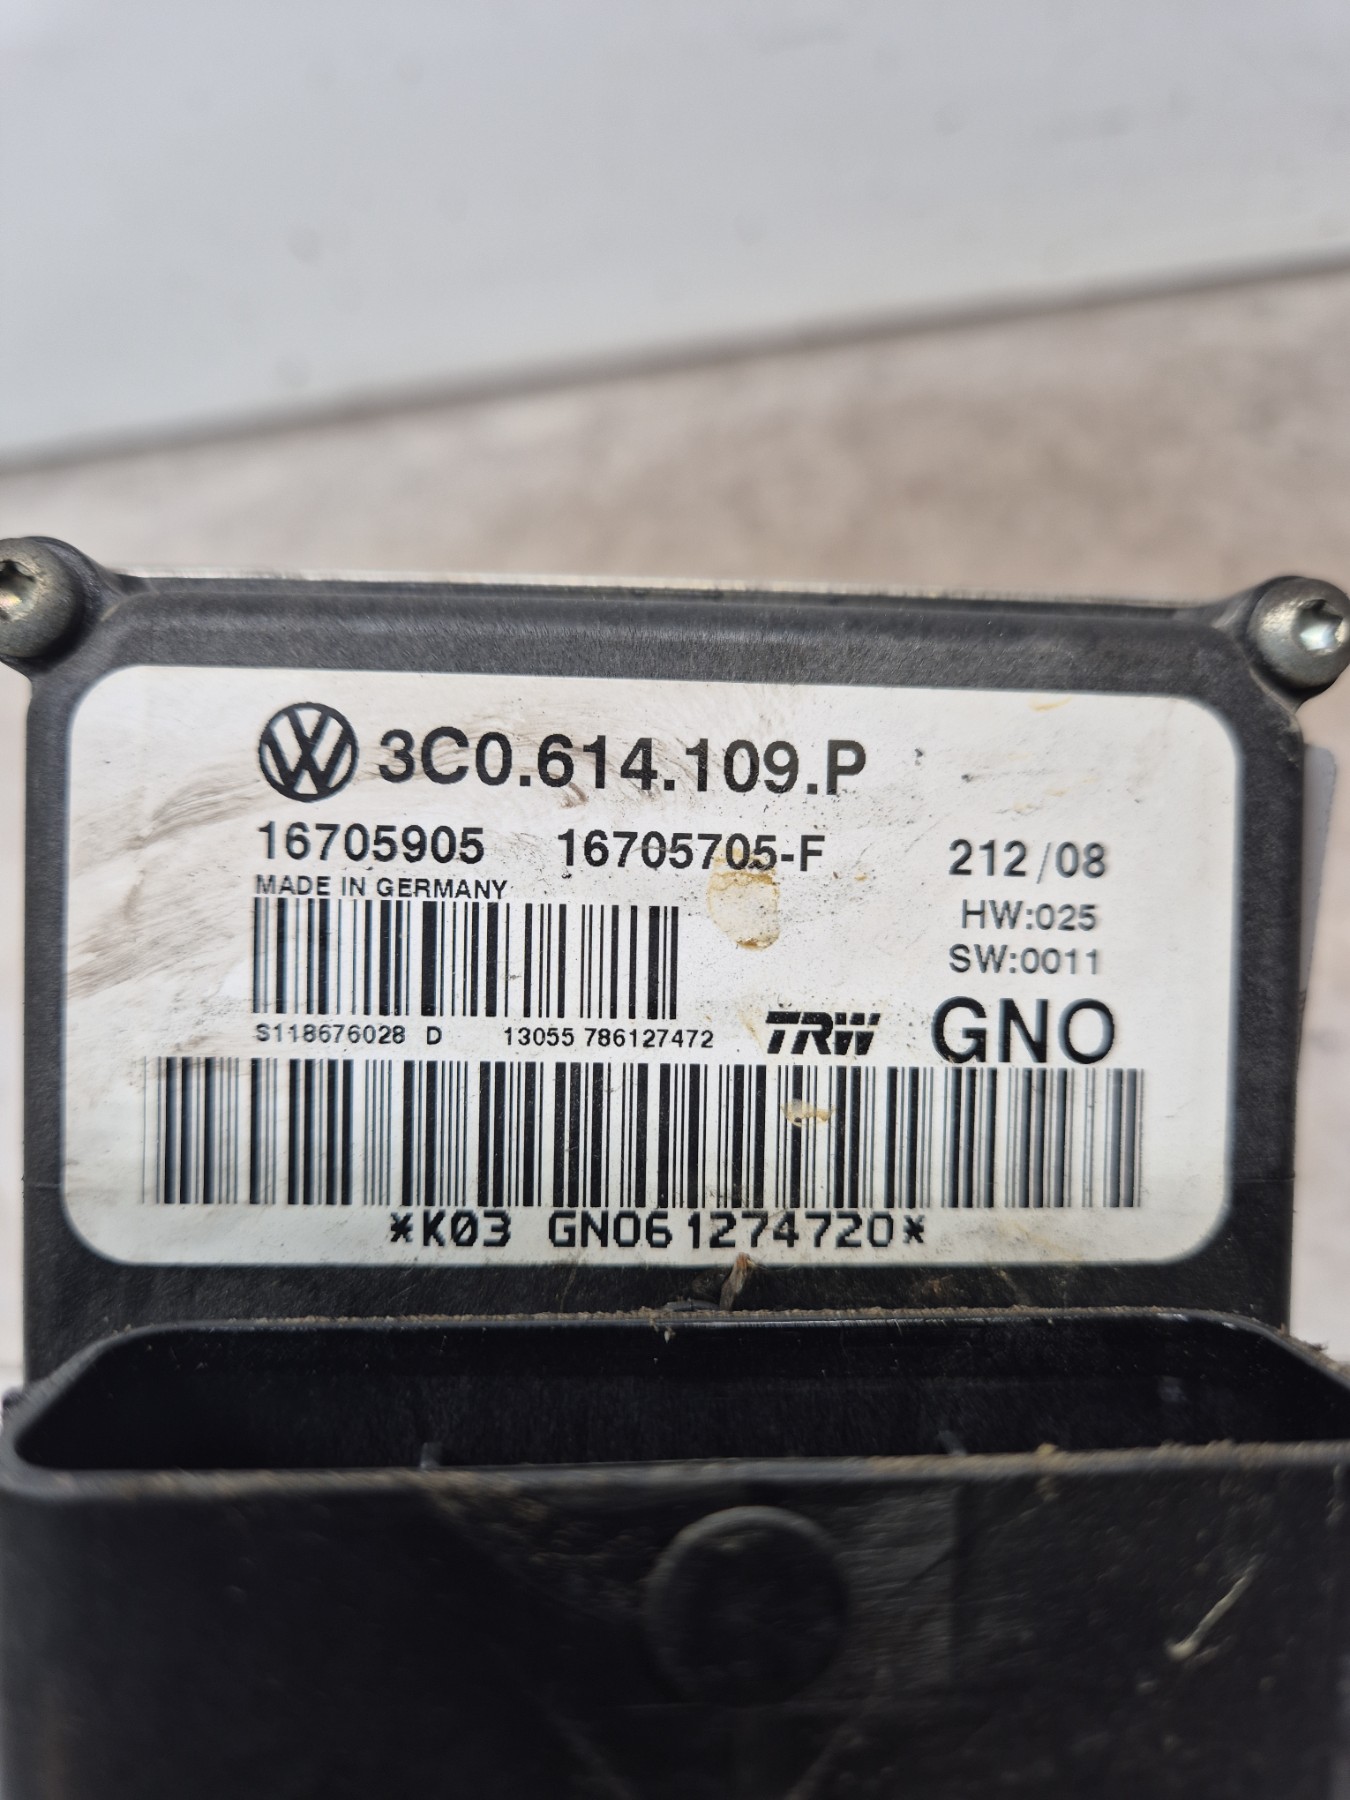 3C0.614.109.P
16705905 16705705-F 212/08
MADE IN GERMANY HW:025
SW:0011
S118676028 D 13055 786127472 TRW GNO
*K03 GNO61274720*